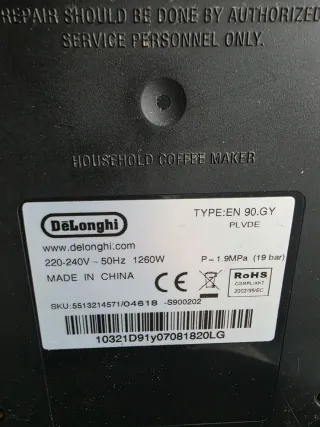 REPAIR SHOULD BE DONE BY AUTHORIZED
SERVICE PERSONNEL ONLY.
HOUSEHOLD COFFEE MAKER
DeLonghi
TYPE:EN 90.GY
PLVDE
www.delonghi.com
220-240V ~ 50Hz 1260W
P – 1.9MPa (19 bar)
MADE IN CHINA
CE
RoHS
COMPLIANT
2002/95/EC
SKU: 5513214571/04618 -S900202
10321D91y07081820LG